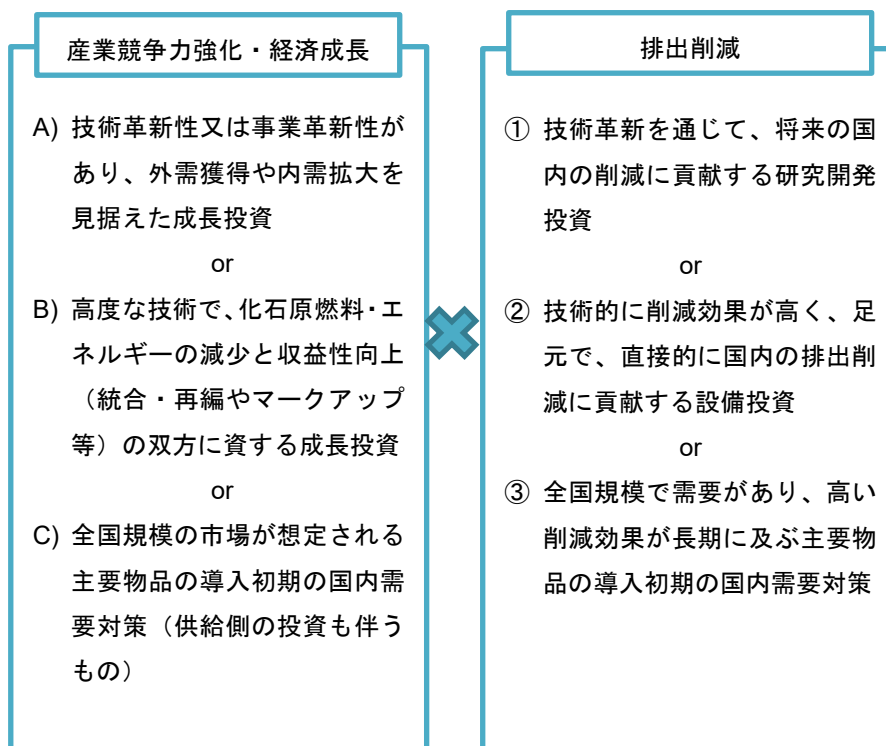 産業競争力強化・経済成長
A) 技術革新性又は事業革新性が
あり、外需獲得や内需拡大を
見据えた成長投資
or
B) 高度な技術で、化石原燃料・エ
ネルギーの減少と収益性向上
（統合・再編やマークアップ
等）の双方に資する成長投資
or
C) 全国規模の市場が想定される
主要物品の導入初期の国内需
要対策（供給側の投資も伴う
もの）
排出削減
① 技術革新を通じて、将来の国
内の削減に貢献する研究開発
投資
or
② 技術的に削減効果が高く、足
元で、直接的に国内の排出削
減に貢献する設備投資
or
③ 全国規模で需要があり、高い
削減効果が長期に及ぶ主要物
品の導入初期の国内需要対策